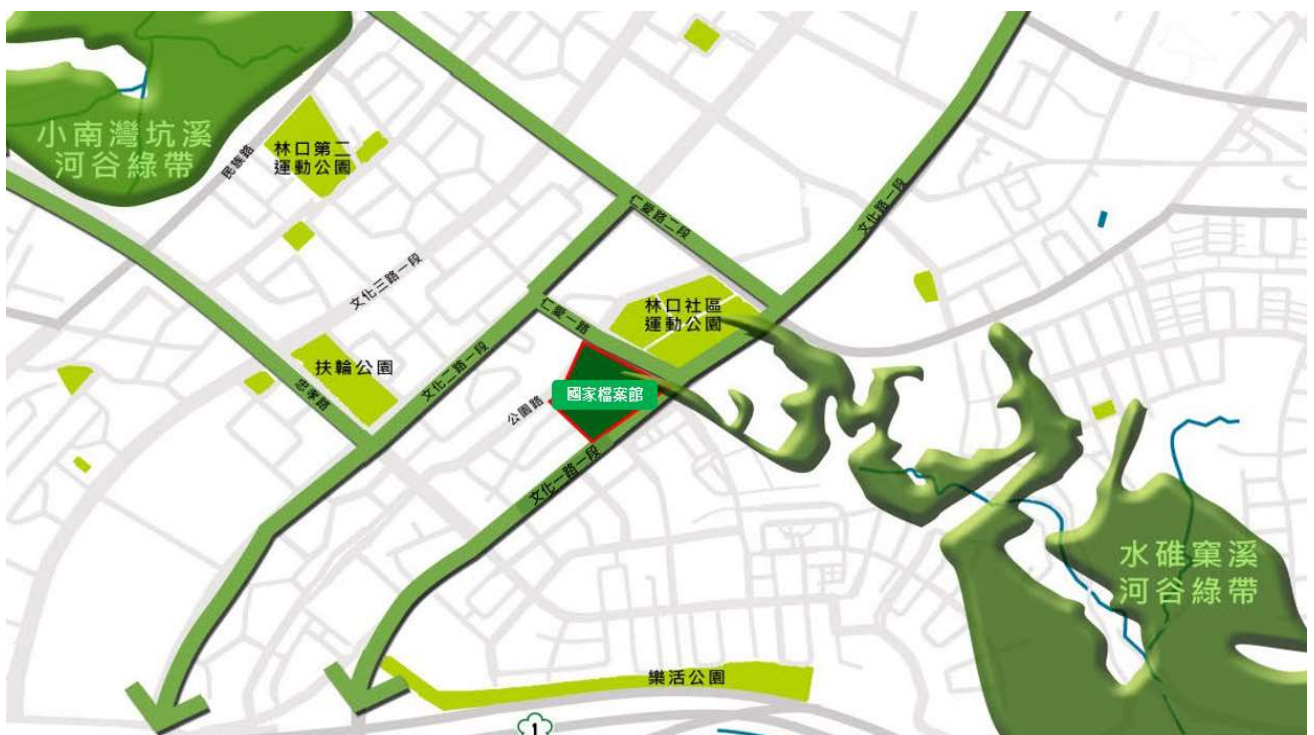 小南灣坑溪
河谷綠帶
民族路
林口第二
運動公園
仁愛路二段
文化路一段
文化三路一段
仁愛一路
林口社區
運動公園
扶輪公園
文化二路一段
忠孝路
國家檔案館
公園路
文化一路一段
水碓窠溪
河谷綠帶
樂活公園
1